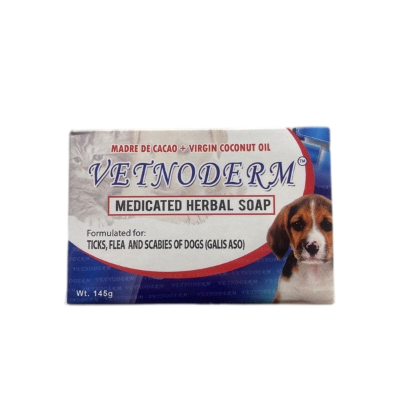 MADRE DE CACAO + VIRGIN COCONUT OIL
VETNODERM™
MEDICATED HERBAL SOAP
Formulated for:
TICKS, FLEA AND SCABIES OF DOGS (GALIS ASO)
Wt. 145g